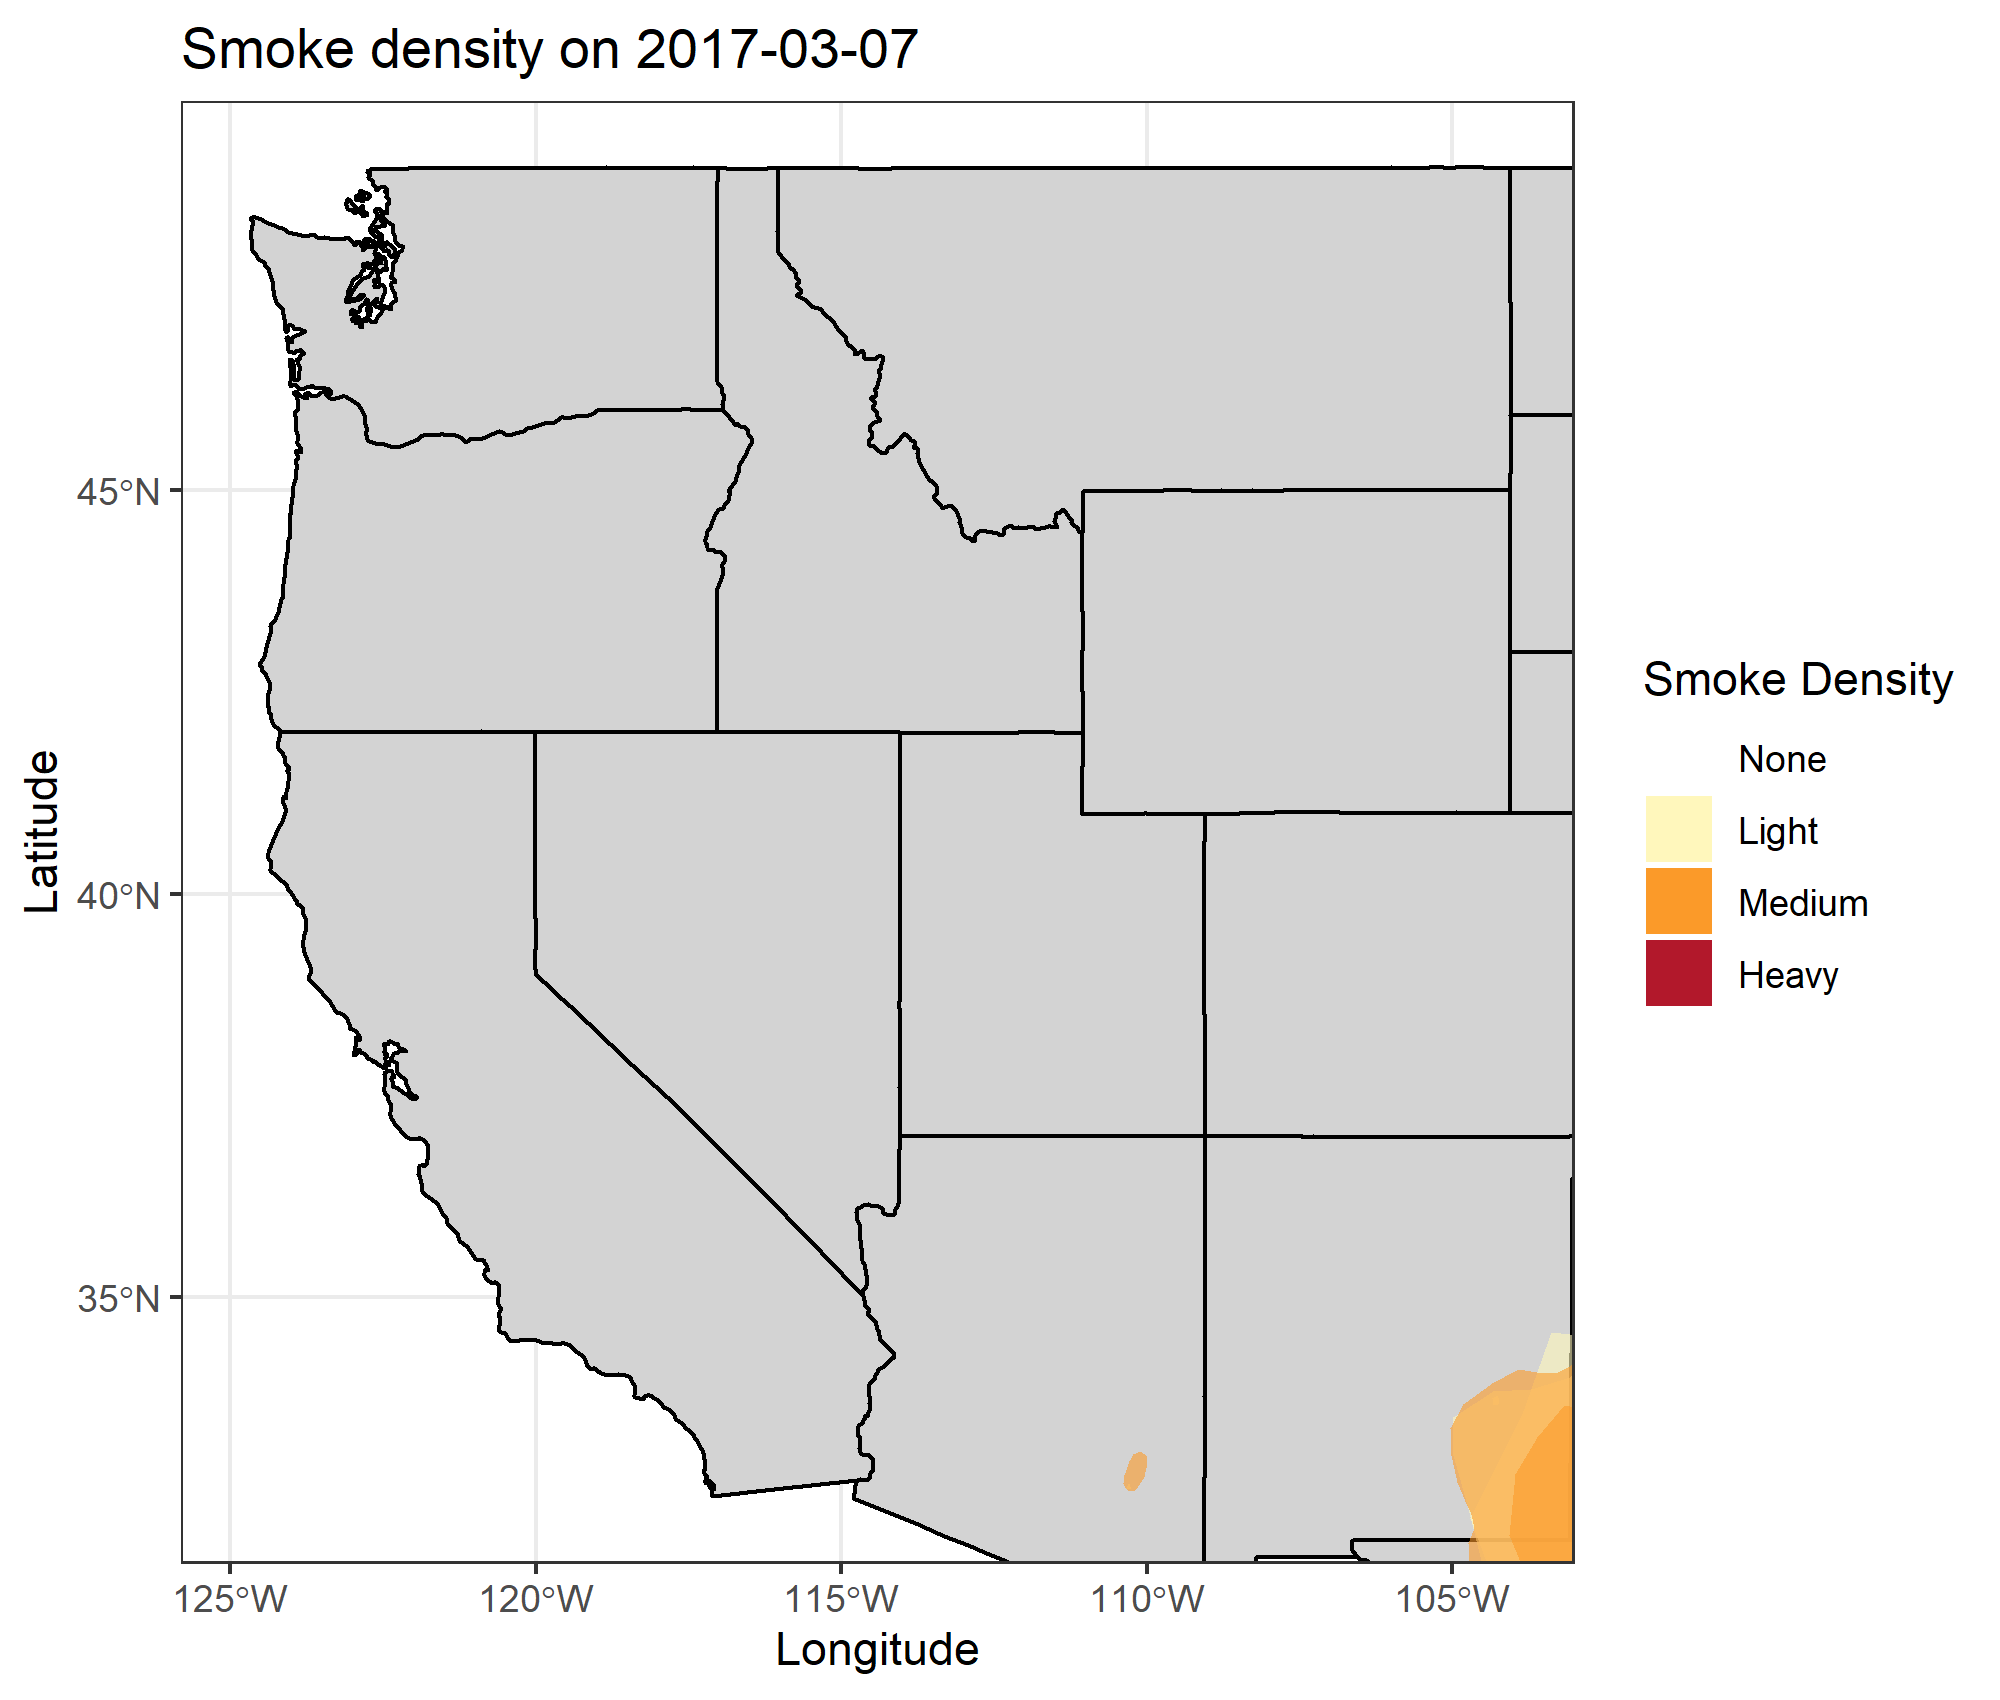 Smoke density on 2017-03-07
45°N
40°N
35°N
Latitude
125°W 120°W 115°W 110°W 105°W
Longitude
Smoke Density
None
Light
Medium
Heavy